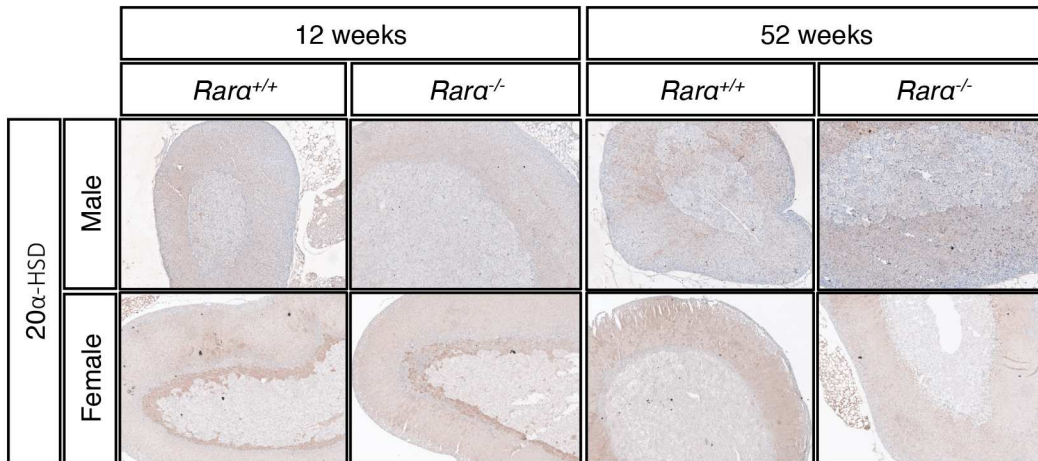 12 weeks
52 weeks
Rarα+/+
Rarα-/-
Rarα+/+
Rarα-/-
20α-HSD
Male
Female